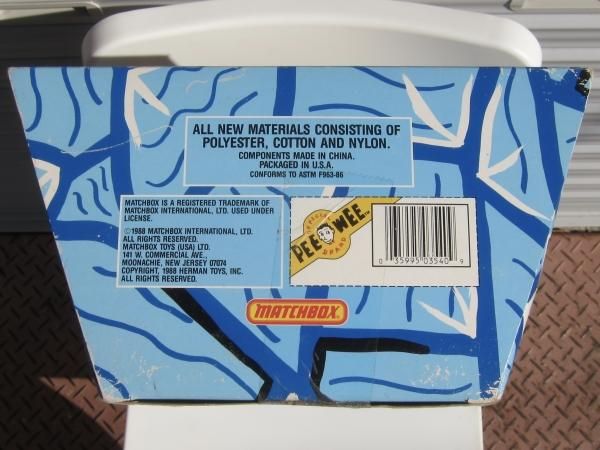 ALL NEW MATERIALS CONSISTING OF
POLYESTER, COTTON AND NYLON.
COMPONENTS MADE IN CHINA.
PACKAGED IN U.S.A.
CONFORMS TO ASTM F963-86
MATCHBOX IS A REGISTERED TRADEMARK OF
MATCHBOX INTERNATIONAL, LTD. USED UNDER
LICENSE.
©1988 MATCHBOX INTERNATIONAL, LTD.
ALL RIGHTS RESERVED.
MATCHBOX TOYS (USA) LTD.
141 W. COMMERCIAL AVE.,
MOONACHIE, NEW JERSEY 07074
COPYRIGHT, 1988 HERMAN TOYS, INC.
ALL RIGHTS RESERVED.
PEE WEE
BRAND
0 35995 03540 9
MATCHBOX